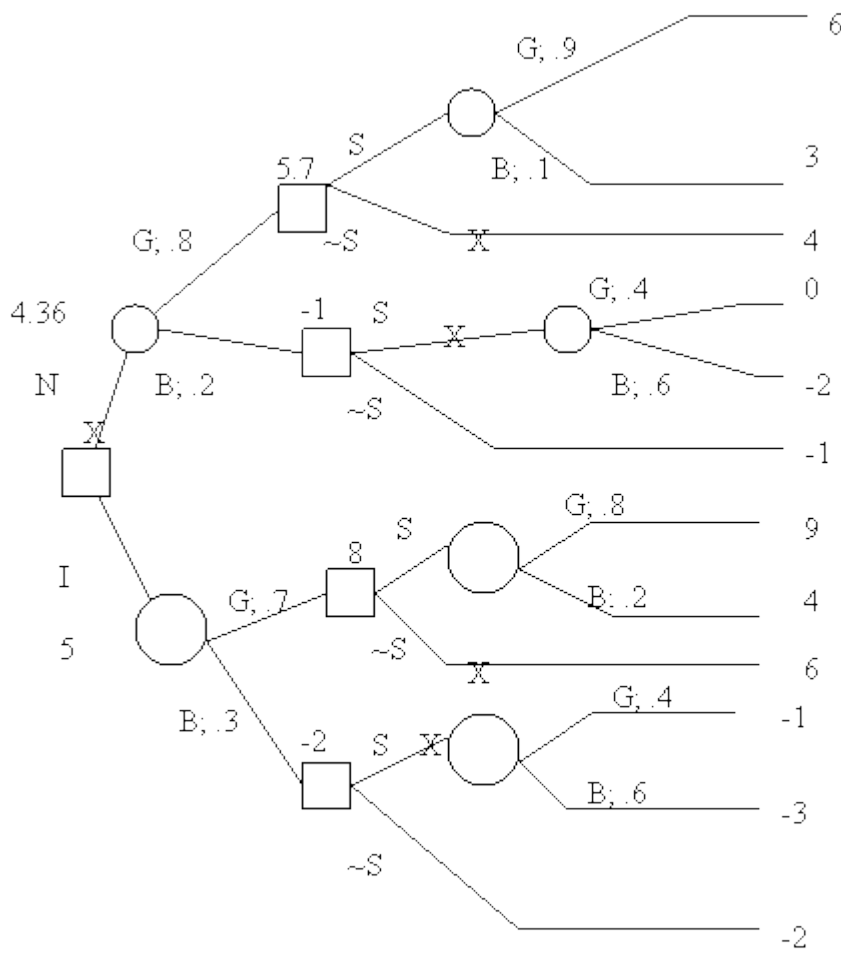 6
G; .9
S
B; .1
3
5.7
G; .8
~S
X
4
4.36
-1
S
X
G; .4
0
N
B; .2
~S
B; .6
-2
X
-1
I
5
G; .7
8
S
G; .8
9
B; .2
4
~S
X
6
B; .3
-2
S
X
G; .4
-1
B; .6
-3
~S
-2